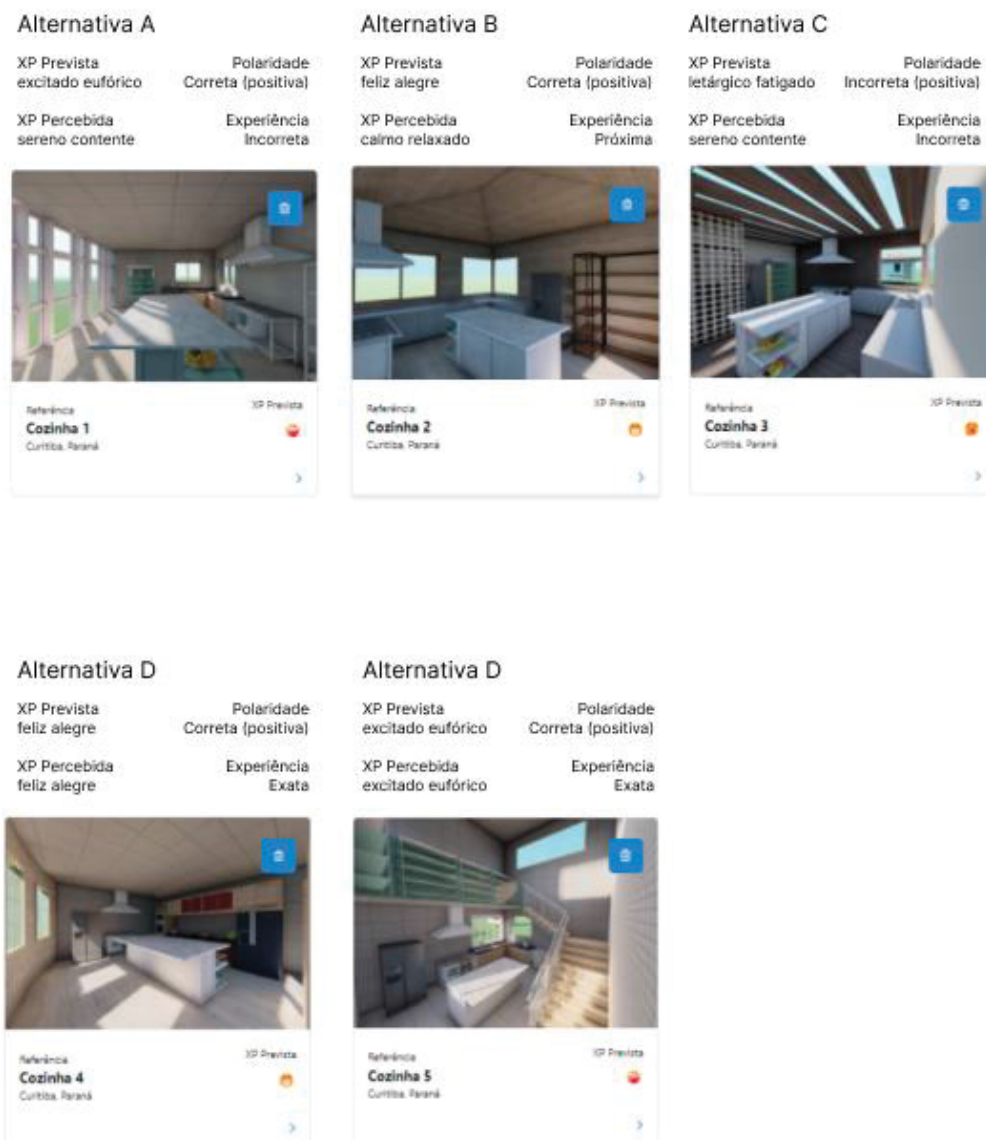 Alternativa A
XP Prevista
excitado eufórico
Polaridade
Correta (positiva)
XP Percebida
sereno contente
Experiência
Incorreta
Referência
Cozinha 1
Curitiba, Paraná
XP Prevista
Alternativa B
XP Prevista
feliz alegre
Polaridade
Correta (positiva)
XP Percebida
calmo relaxado
Experiência
Próxima
Referência
Cozinha 2
Curitiba, Paraná
XP Prevista
Alternativa C
XP Prevista
letárgico fatigado
Polaridade
Incorreta (positiva)
XP Percebida
sereno contente
Experiência
Incorreta
Referência
Cozinha 3
Curitiba, Paraná
XP Prevista
Alternativa D
XP Prevista
feliz alegre
Polaridade
Correta (positiva)
XP Percebida
feliz alegre
Experiência
Exata
Referência
Cozinha 4
Curitiba, Paraná
XP Prevista
Alternativa D
XP Prevista
excitado eufórico
Polaridade
Correta (positiva)
XP Percebida
excitado eufórico
Experiência
Exata
Referência
Cozinha 5
Curitiba, Paraná
XP Prevista